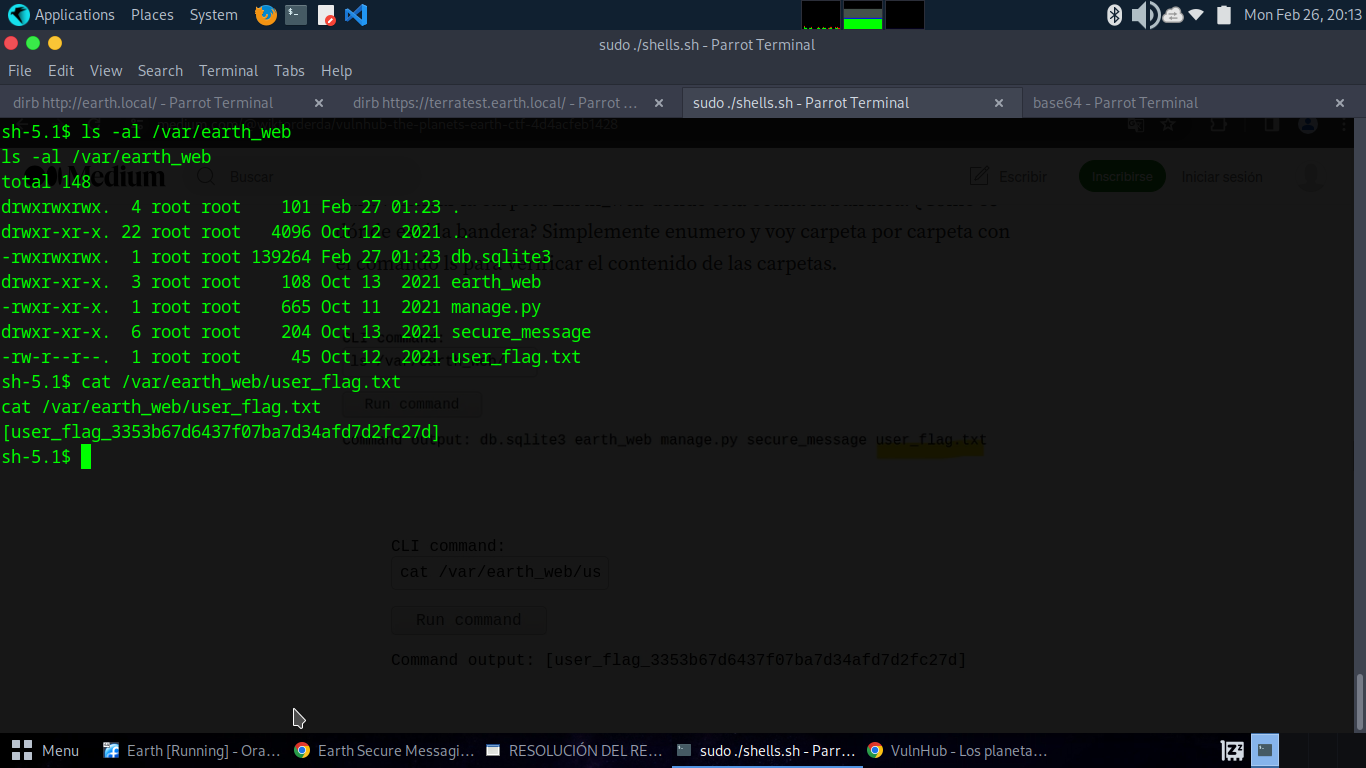 Applications Places System Mon Feb 26, 20:13
sudo ./shells.sh - Parrot Terminal
File Edit View Search Terminal Tabs Help
dirb http://earth.local/ - Parrot Terminal × dirb https://terratest.earth.local/ - Parrot ... × sudo ./shells.sh - Parrot Terminal × base64 - Parrot Terminal ×
sh-5.1$ ls -al /var/earth_web
ls -al /var/earth_web
Medium Buscar Escribir Inscribirse Iniciar sesión
total 148
drwxrwxrwx. 4 root root 101 Feb 27 01:23 .
drwxr-xr-x. 22 root root 4096 Oct 12 2021 ..
bandera? Simplemente enumero y voy carpeta por carpeta con
-rwxrwxrwx. 1 root root 139264 Feb 27 01:23 db.sqlite3
el comando ls para verificar el contenido de las carpetas.
drwxr-xr-x. 3 root root 108 Oct 13 2021 earth_web
-rwxr-xr-x. 1 root root 665 Oct 11 2021 manage.py
drwxr-xr-x. 6 root root 204 Oct 13 2021 secure_message
-rw-r--r--. 1 root root 45 Oct 12 2021 user_flag.txt
sh-5.1$ cat /var/earth_web/user_flag.txt
cat /var/earth_web/user_flag.txt
Run command
[user_flag_3353b67d6437f07ba7d34afd7d2fc27d]
Command output: db.sqlite3 earth_web manage.py secure_message user_flag.txt
sh-5.1$
CLI command:
cat /var/earth_web/us
Run command
Command output: [user_flag_3353b67d6437f07ba7d34afd7d2fc27d]
Menu Earth [Running] - Ora... Earth Secure Messagi... RESOLUCIÓN DEL RE... sudo ./shells.sh - Parr... VulnHub - Los planeta...